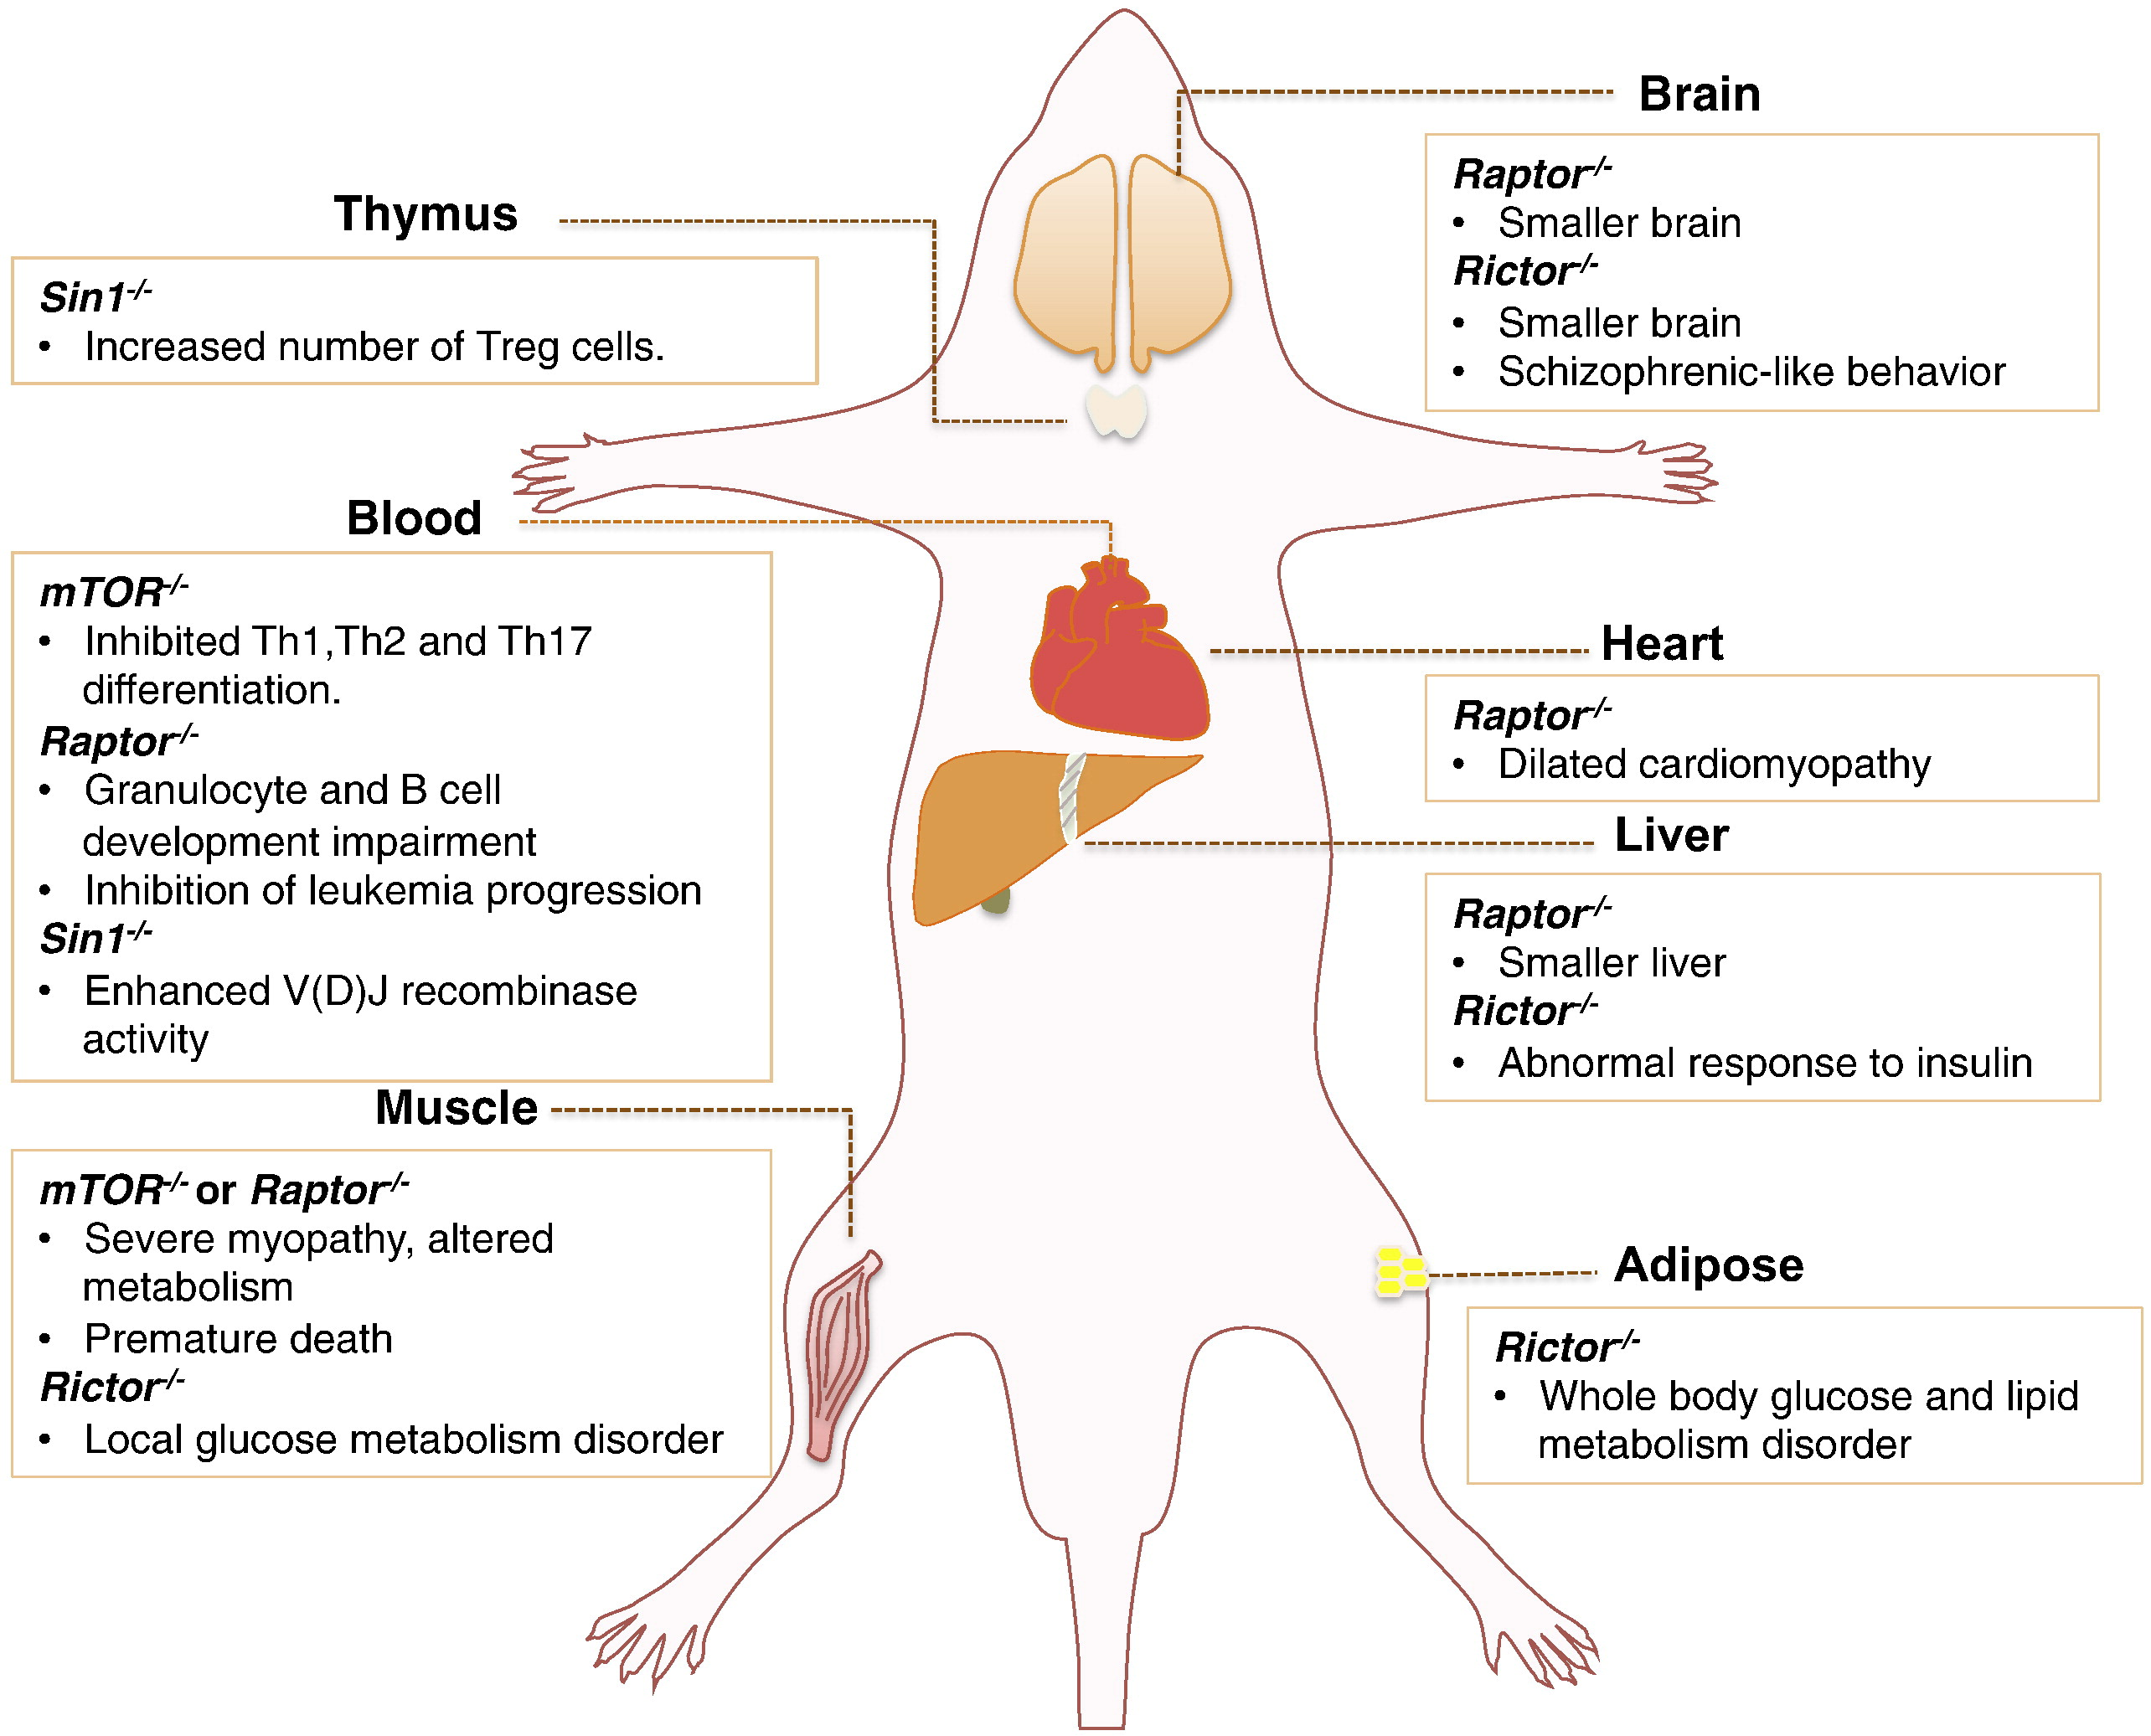 Thymus
Sin1-/-
• Increased number of Treg cells.
Blood
mTOR-/-
• Inhibited Th1,Th2 and Th17
differentiation.
Raptor-/-
• Granulocyte and B cell
development impairment
• Inhibition of leukemia progression
Sin1-/-
• Enhanced V(D)J recombinase
activity
Muscle
mTOR-/- or Raptor-/-
• Severe myopathy, altered
metabolism
• Premature death
Rictor-/-
• Local glucose metabolism disorder
Brain
Raptor-/-
• Smaller brain
Rictor-/-
• Smaller brain
• Schizophrenic-like behavior
Heart
Raptor-/-
• Dilated cardiomyopathy
Liver
Raptor-/-
• Smaller liver
Rictor-/-
• Abnormal response to insulin
Adipose
Rictor-/-
• Whole body glucose and lipid
metabolism disorder